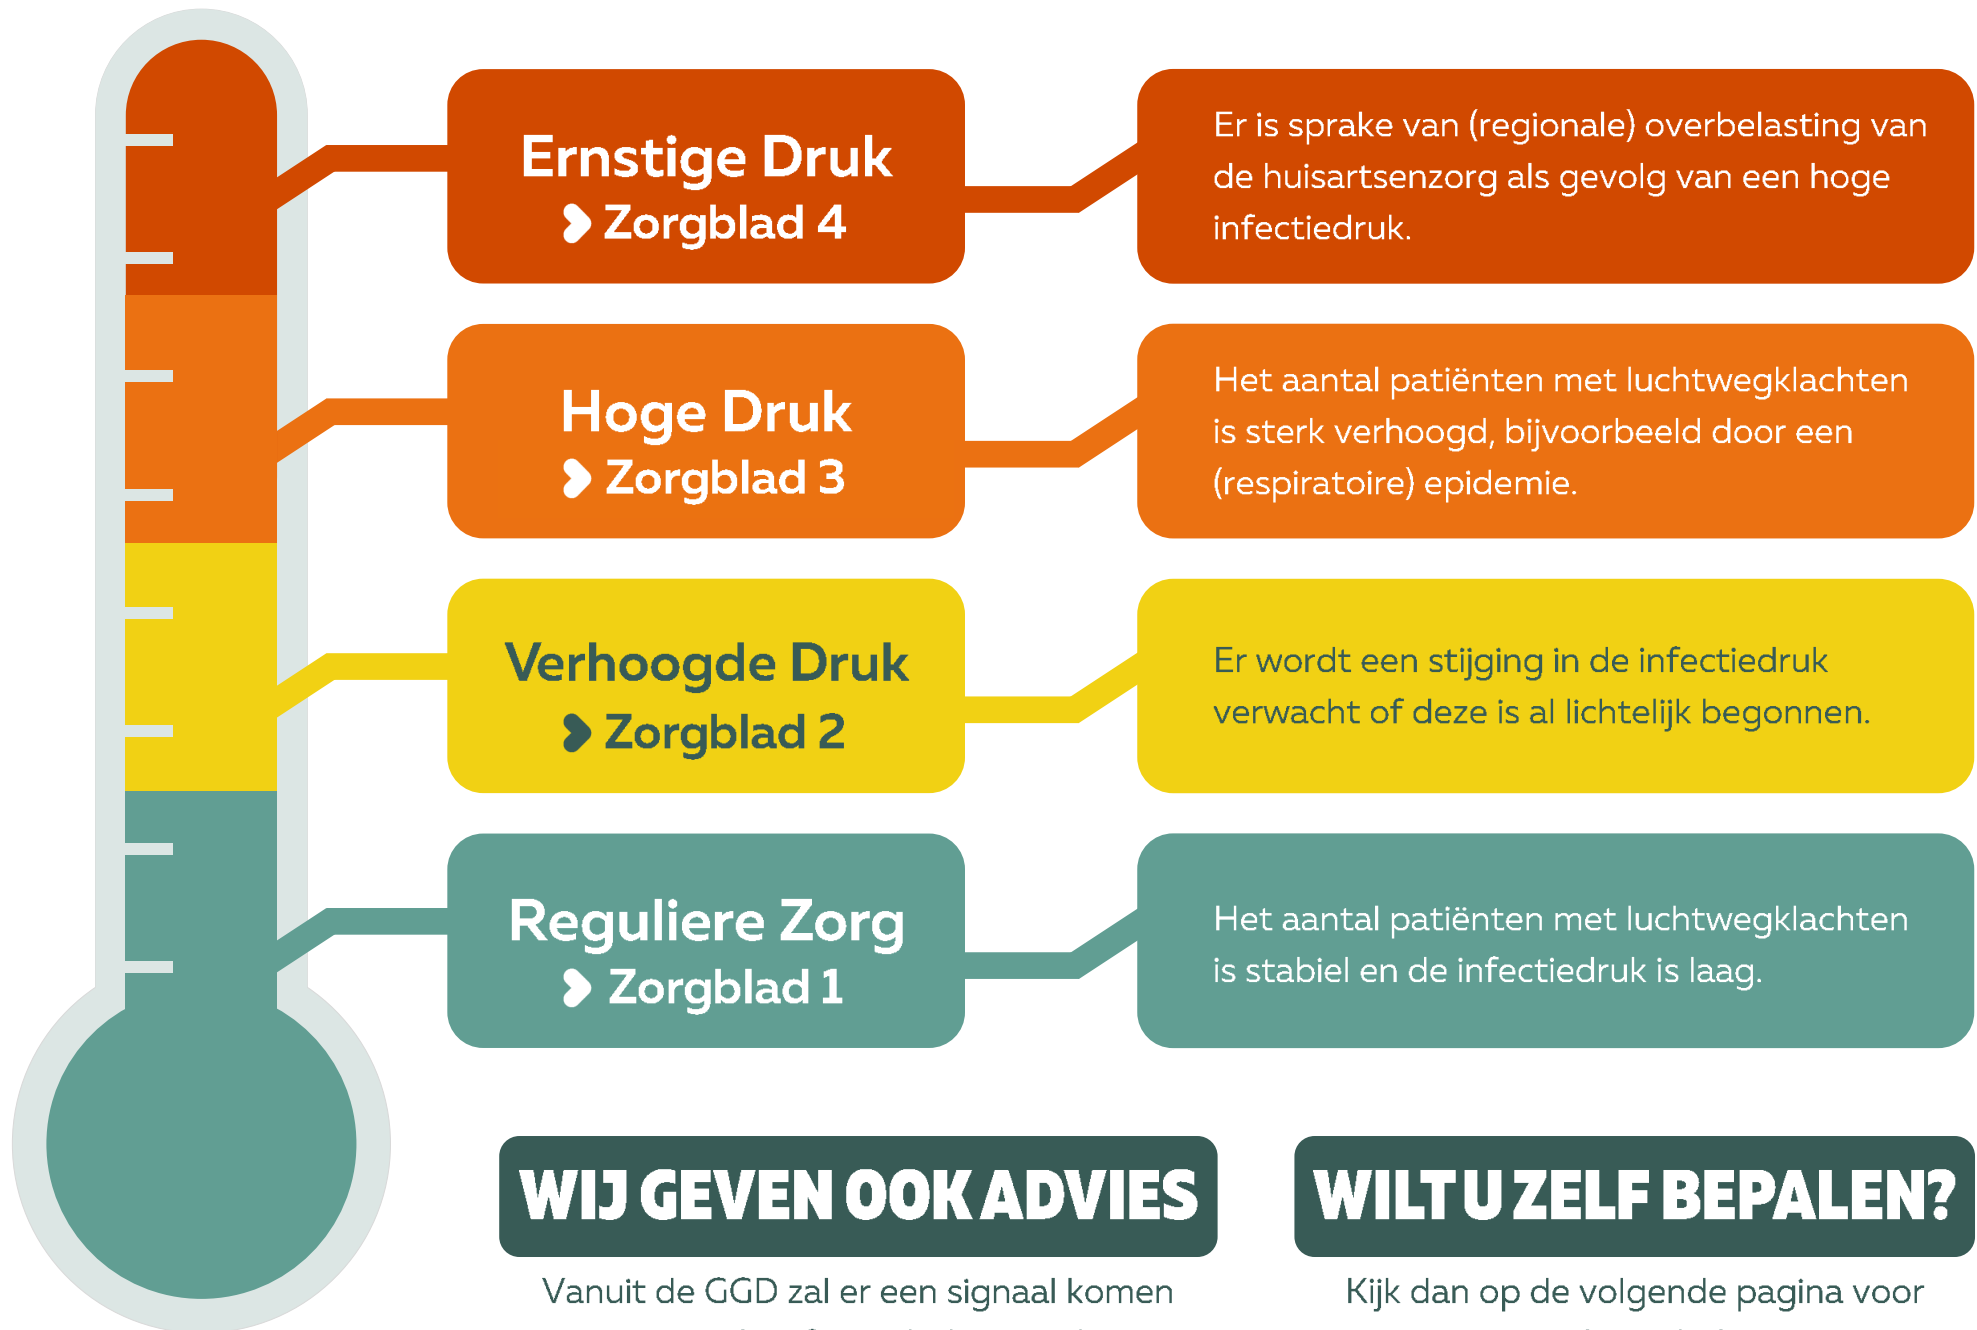 Ernstige Druk
Zorgblad 4
Er is sprake van (regionale) overbelasting van
de huisartsenzorg als gevolg van een hoge
infectiedruk.
Hoge Druk
Zorgblad 3
Het aantal patiënten met luchtwegklachten
is sterk verhoogd, bijvoorbeeld door een
(respiratoire) epidemie.
Verhoogde Druk
Zorgblad 2
Er wordt een stijging in de infectiedruk
verwacht of deze is al lichtelijk begonnen.
Reguliere Zorg
Zorgblad 1
Het aantal patiënten met luchtwegklachten
is stabiel en de infectiedruk is laag.
WIJ GEVEN OOK ADVIES
Vanuit de GGD zal er een signaal komen
WILT U ZELF BEPALEN?
Kijk dan op de volgende pagina voor